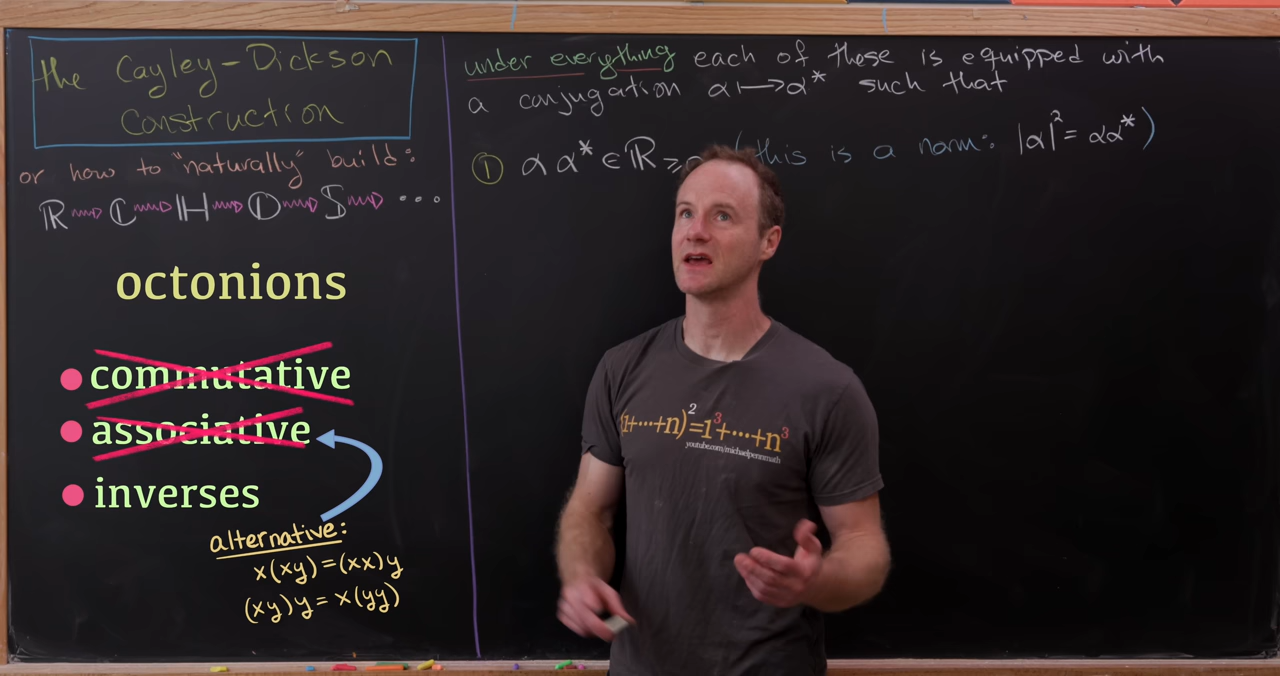 the Cayley-Dickson
Construction
or how to "naturally" build:
ℝ ⇝ ℂ ⇝ ℍ ⇝ 𝕆 ⇝ 𝕊 ⇝ ...
octonions
• commutative
• associative
• inverses
alternative:
x(xy)=(xx)y
(xy)y=x(yy)
under everything each of these is equipped with
a conjugation α ↦ α* such that
① α α* ∈ ℝ≥0 (this is a norm: |α|² = αα*)
(1+···+n)²=1³+···+n³
youtube.com/michaelpennmath